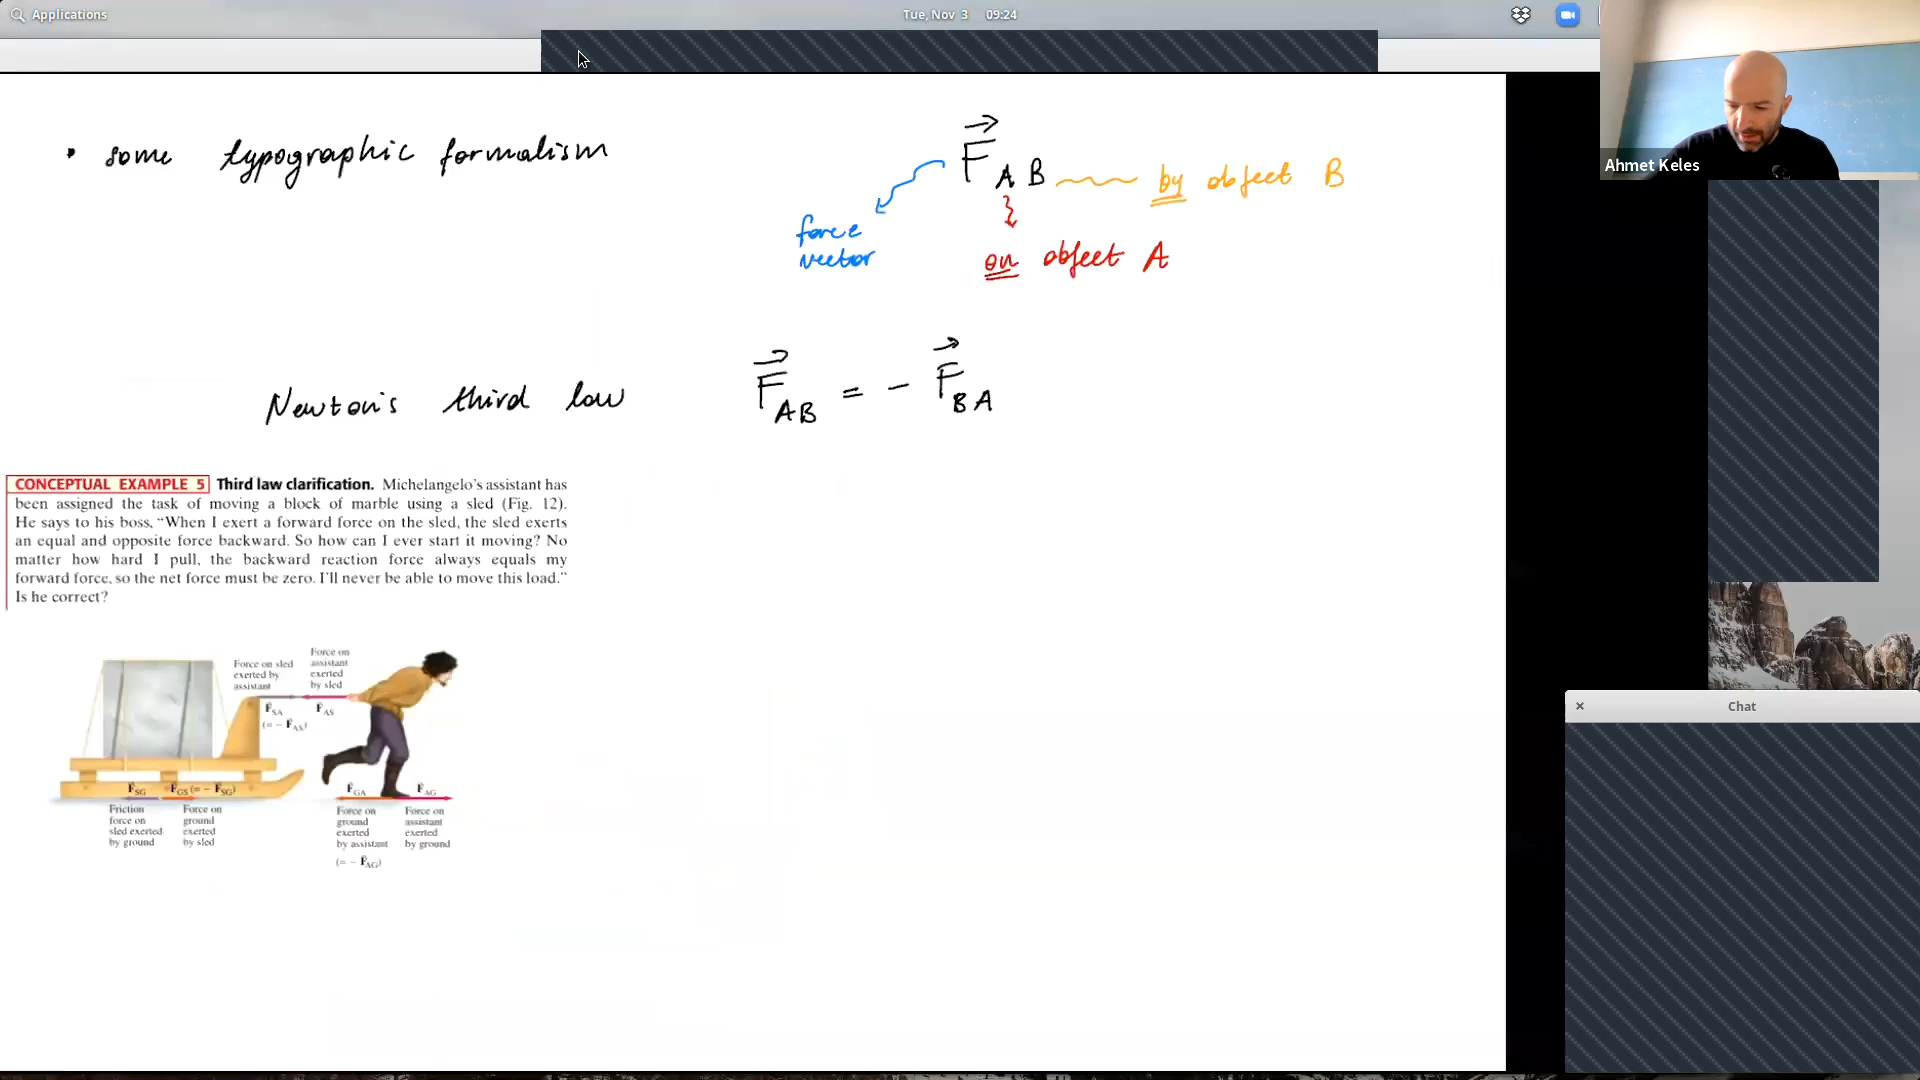 Applications
Tue, Nov 3 09:24
Ahmet Keles
• some typographic formalism
F⃗ A B
by object B
force
vector
on object A
Newton's third law
F⃗AB = - F⃗BA
CONCEPTUAL EXAMPLE 5 Third law clarification. Michelangelo's assistant has
been assigned the task of moving a block of marble using a sled (Fig. 12).
He says to his boss, "When I exert a forward force on the sled, the sled exerts
an equal and opposite force backward. So how can I ever start it moving? No
matter how hard I pull, the backward reaction force always equals my
forward force, so the net force must be zero. I'll never be able to move this load."
Is he correct?
Force on sled
exerted by
assistant
Force on
assistant
exerted
by sled
F⃗SA
(= − F⃗AS)
F⃗AS
F⃗SG
F⃗GS (= − F⃗SG)
F⃗GA
F⃗AG
Friction
force on
sled exerted
by ground
Force on
ground
exerted
by sled
Force on
ground
exerted
by assistant
(= − F⃗AG)
Force on
assistant
exerted
by ground
Chat